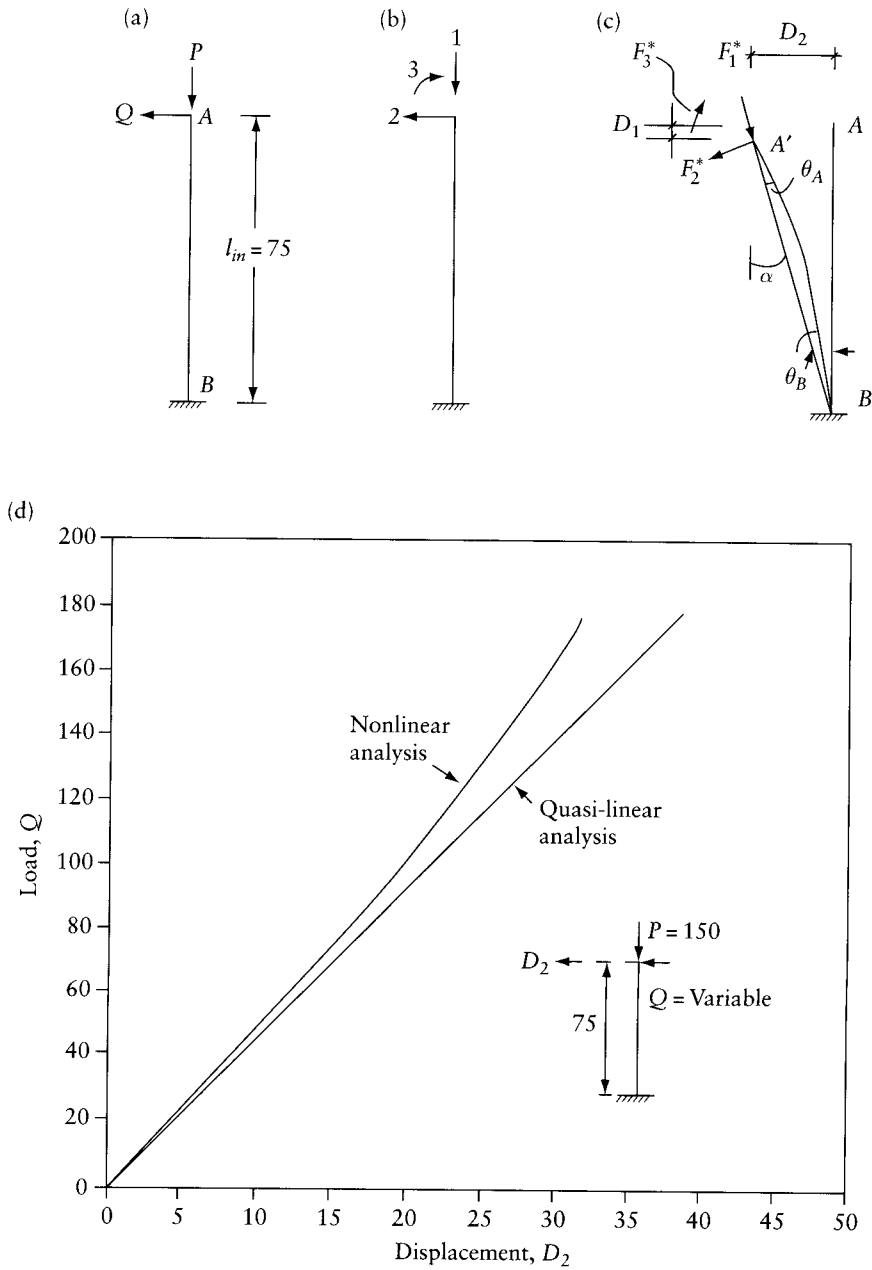 (a)
P
Q
A
l_in = 75
B
(b)
1
3
2
(c)
F_3^*
F_1^*
D_2
D_1
A
A′
F_2^*
θ_A
α
θ_B
B
(d)
200
180
160
140
120
100
80
60
40
20
0
Load, Q
Nonlinear
analysis
Quasi-linear
analysis
P = 150
D_2
Q = Variable
75
0
5
10
15
20
25
30
35
40
45
50
Displacement, D_2